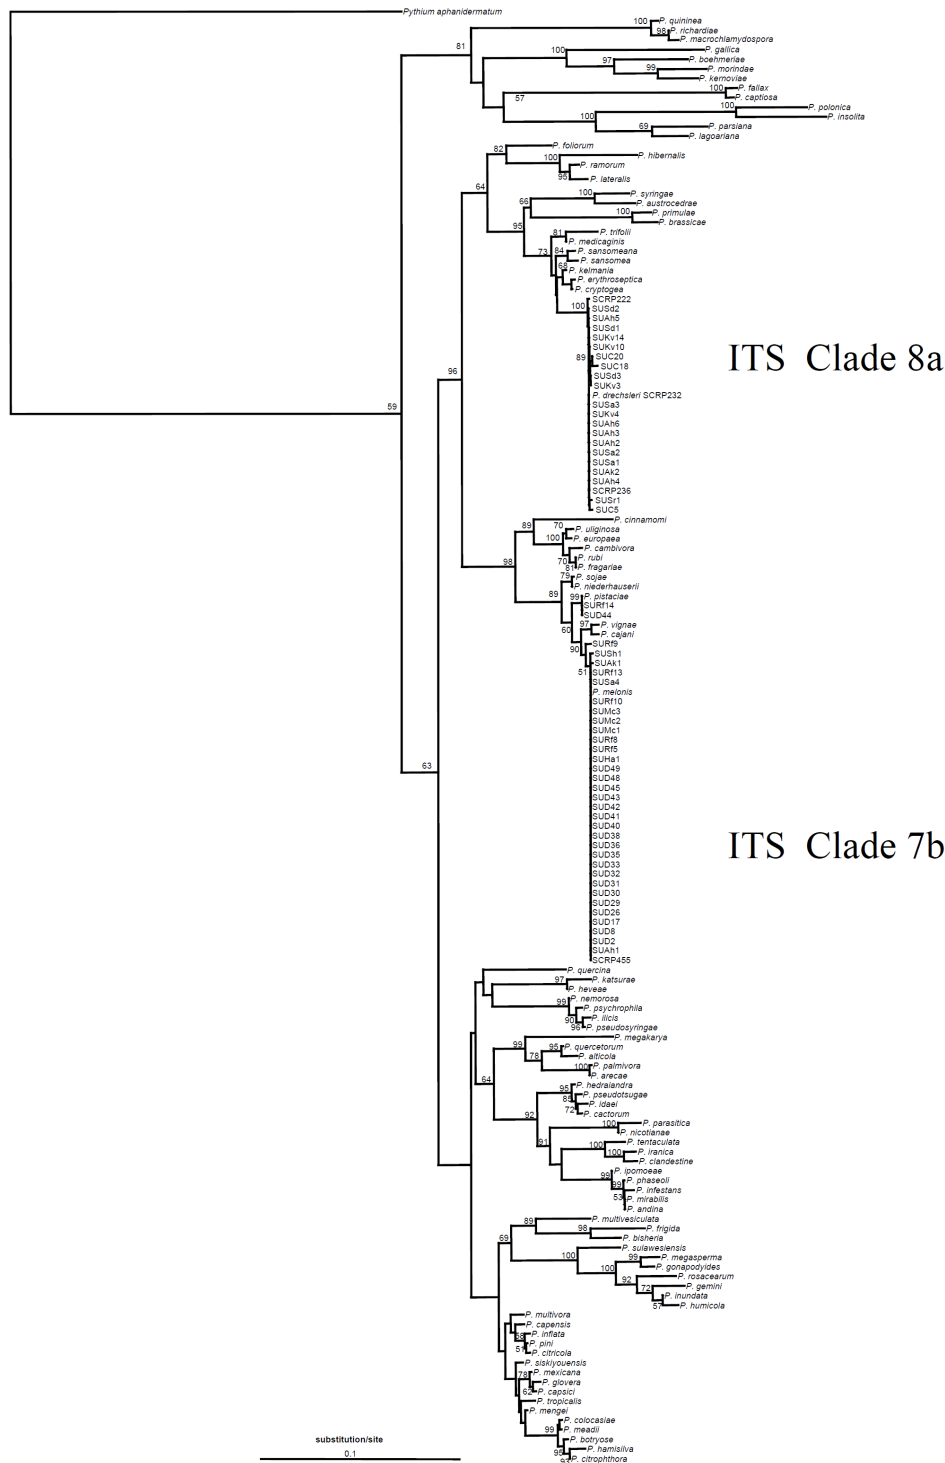 Pythium aphanidermatum
P. quininea
100
98 P. richardiae
P. macrochlamydospora
81
P. gallica
100
P. boehmeriae
97
P. morindae
99
P. kernoviae
P. fallax
100
P. captiosa
57
P. polonica
100
P. insolita
100
P. parsiana
69
P. lagoariana
P. foliorum
82
P. hibernalis
100
P. ramorum
95
P. lateralis
64
P. syringae
100
P. austrocedrae
66
P. primulae
100
P. brassicae
95
P. trifolii
81
P. medicaginis
73
P. sansomeana
84
P. sansomea
68
P. kelmania
P. erythroseptica
P. cryptogea
SCRP222
100
SUSd2
SUAh5
SUSd1
SUKv14
SUKv10
89
SUC20
SUC18
SUSd3
SUKv3
P. drechsleri SCRP232
SUSa3
SUKv4
SUAh6
SUAh3
SUAh2
SUSa2
SUSa1
SUAk2
SUAh4
SCRP236
SUSr1
SUC5
ITS Clade 8a
96
59
P. cinnamomi
89
70
P. uliginosa
100
P. europaea
P. cambivora
70
P. rubi
81
P. fragariae
98
79
P. sojae
P. niederhauserii
89
99
P. pistaciae
SURf14
SUD44
60
97
P. vignae
P. cajani
90
SURf9
SUSh1
SUAk1
51
SURf13
SUSa4
P. melonis
SURf10
SUMc3
SUMc2
SUMc1
SURf8
SURf5
SUHa1
SUD49
SUD48
SUD45
SUD43
SUD42
SUD41
SUD40
SUD38
SUD36
SUD35
SUD33
SUD32
SUD31
SUD30
SUD29
SUD26
SUD17
SUD8
SUD2
SUAh1
SCRP455
ITS Clade 7b
63
P. quercina
97
P. katsurae
P. heveae
99
P. nemorosa
P. psychrophila
90
P. ilicis
96
P. pseudosyringae
P. megakarya
99
95
P. quercetorum
78
P. alticola
100
P. palmivora
P. arecae
64
95
P. hedraiandra
P. pseudotsugae
85
P. idaei
72
P. cactorum
92
P. parasitica
100
P. nicotianae
91
P. tentaculata
100
P. iranica
100
P. clandestine
99
P. ipomoeae
P. phaseoli
99
P. infestans
53
P. mirabilis
P. andina
P. multivesiculata
89
P. frigida
98
P. bisheria
69
P. sulawesiensis
100
99
P. megasperma
P. gonapodyides
100
P. rosacearum
92
P. gemini
72
P. inundata
57
P. humicola
P. multivora
P. capensis
P. inflata
P. pini
51
P. citricola
P. siskiyouensis
78
P. mexicana
P. glovera
62
P. capsici
P. tropicalis
P. mengei
P. colocasiae
99
P. meadii
P. botryose
95
P. hamisilva
P. citrophthora
substitution/site
0.1